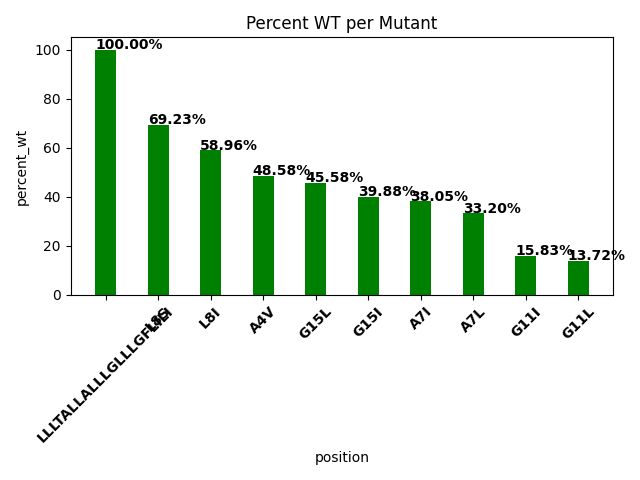 Percent WT per Mutant
percent_wt
100
80
60
40
20
0
100.00%
69.23%
58.96%
48.58%
45.58%
39.88%
38.05%
33.20%
15.83%
13.72%
L8I
A4V
G15L
G15I
A7I
A7L
G11I
G11L
position